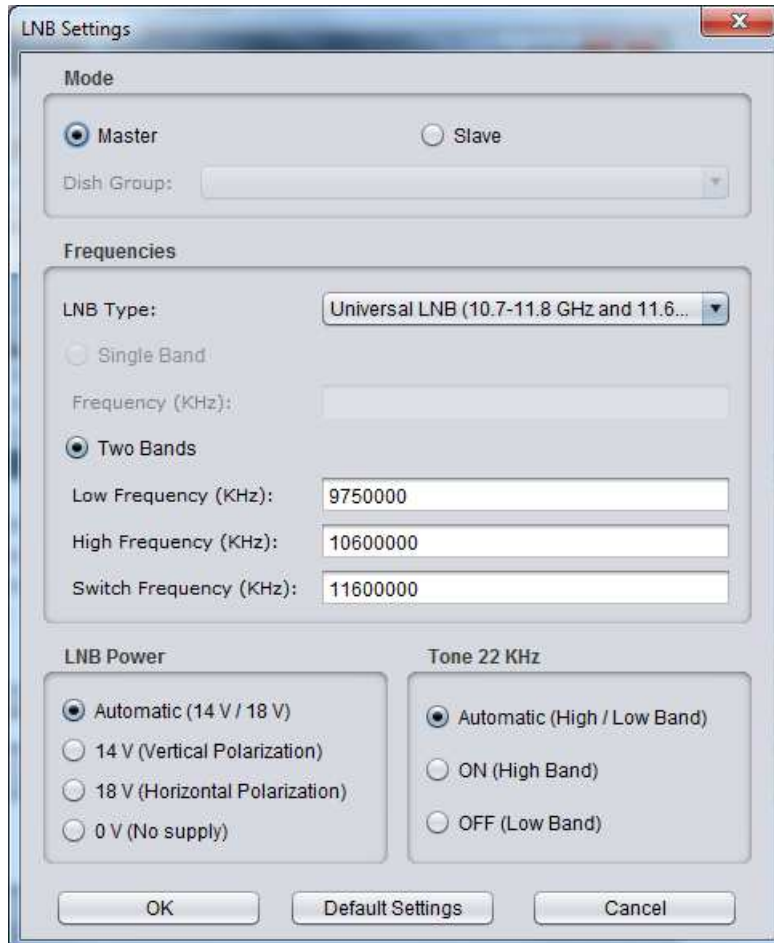 LNB Settings
Mode
Master Slave
Dish Group:
Frequencies
LNB Type: Universal LNB (10.7-11.8 GHz and 11.6...
Single Band
Frequency (KHz):
Two Bands
Low Frequency (KHz): 9750000
High Frequency (KHz): 10600000
Switch Frequency (KHz): 11600000
LNB Power
Automatic (14 V / 18 V)
14 V (Vertical Polarization)
18 V (Horizontal Polarization)
0 V (No supply)
Tone 22 KHz
Automatic (High / Low Band)
ON (High Band)
OFF (Low Band)
OK Default Settings Cancel